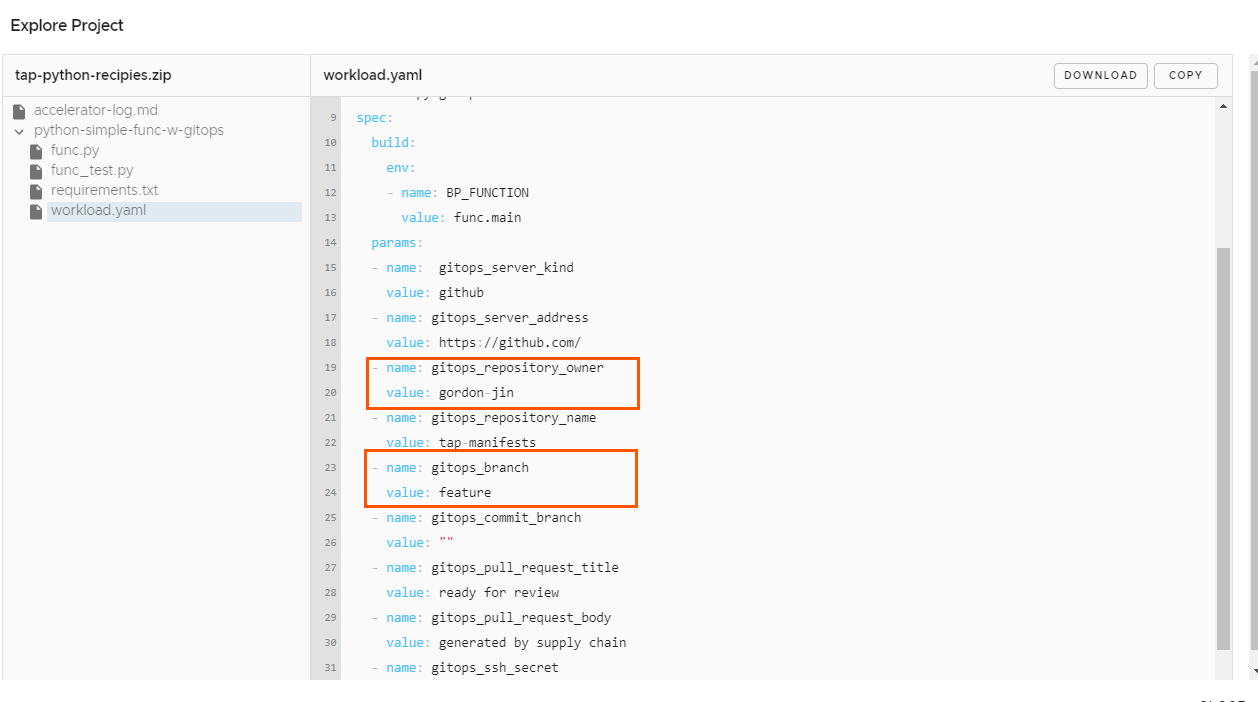 Explore Project
tap-python-recipies.zip
accelerator-log.md
python-simple-func-w-gitops
func.py
func_test.py
requirements.txt
workload.yaml
workload.yaml
DOWNLOAD
COPY
9 spec:
10 build:
11 env:
12 - name: BP_FUNCTION
13 value: func.main
14 params:
15 - name:  gitops_server_kind
16 value: github
17 - name: gitops_server_address
18 value: https://github.com/
19 - name: gitops_repository_owner
20 value: gordon-jin
21 - name: gitops_repository_name
22 value: tap-manifests
23 - name: gitops_branch
24 value: feature
25 - name: gitops_commit_branch
26 value: ""
27 - name: gitops_pull_request_title
28 value: ready for review
29 - name: gitops_pull_request_body
30 value: generated by supply chain
31 - name: gitops_ssh_secret